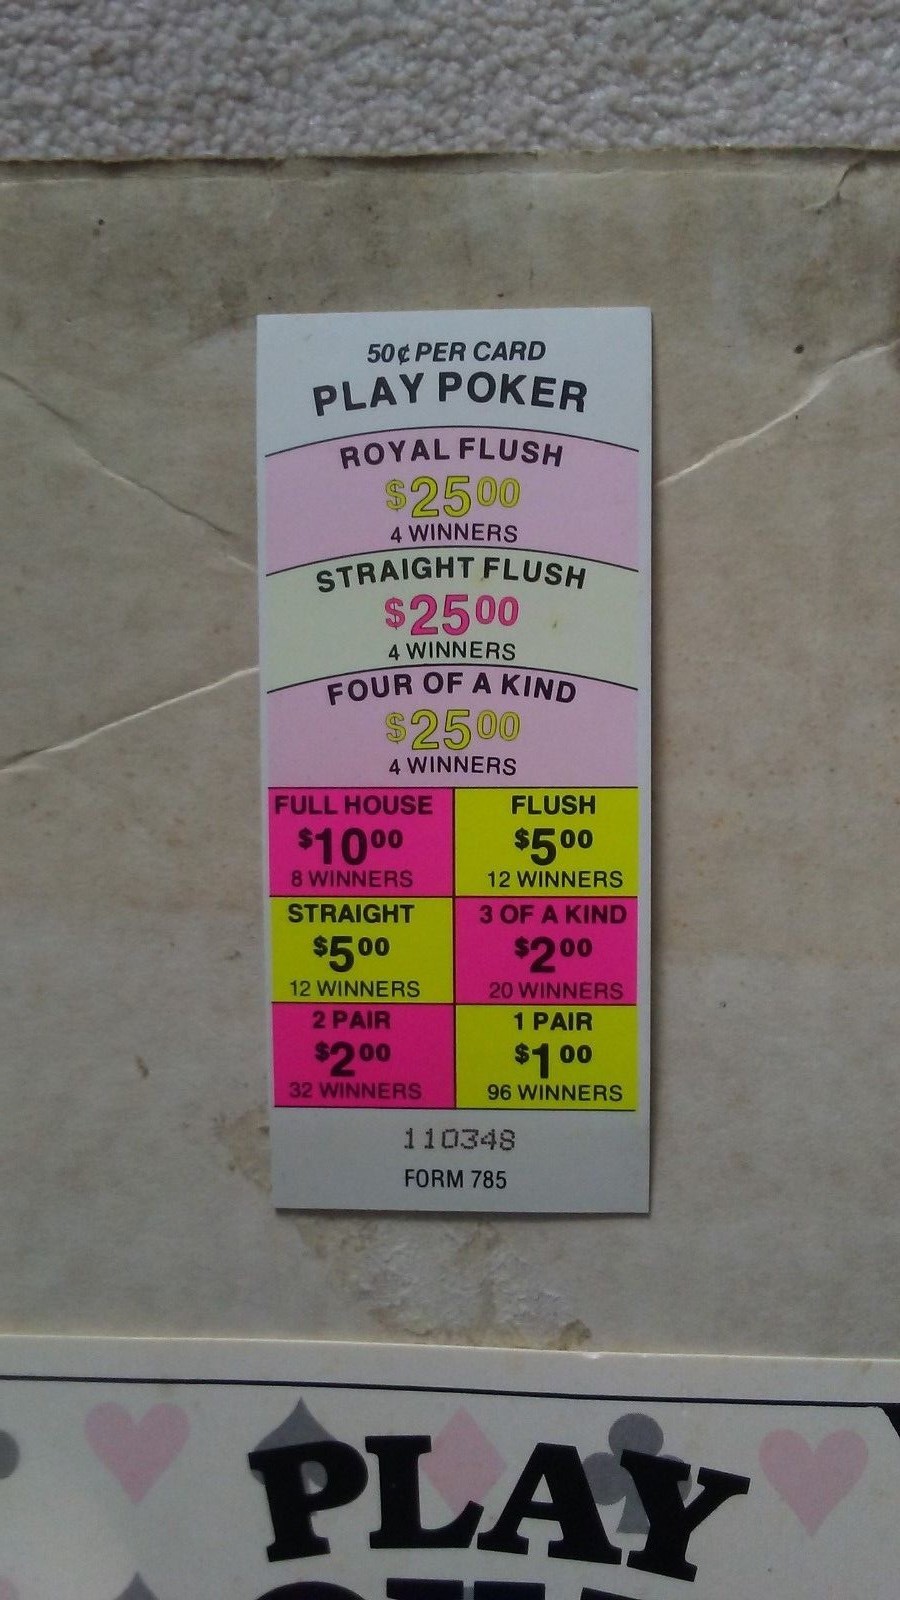 50¢ PER CARD
PLAY POKER
ROYAL FLUSH
$25.00
4 WINNERS
STRAIGHT FLUSH
$25.00
4 WINNERS
FOUR OF A KIND
$25.00
4 WINNERS
FULL HOUSE
$10.00
8 WINNERS
FLUSH
$5.00
12 WINNERS
STRAIGHT
$5.00
12 WINNERS
3 OF A KIND
$2.00
20 WINNERS
2 PAIR
$2.00
32 WINNERS
1 PAIR
$1.00
96 WINNERS
110348
FORM 785
PLAY